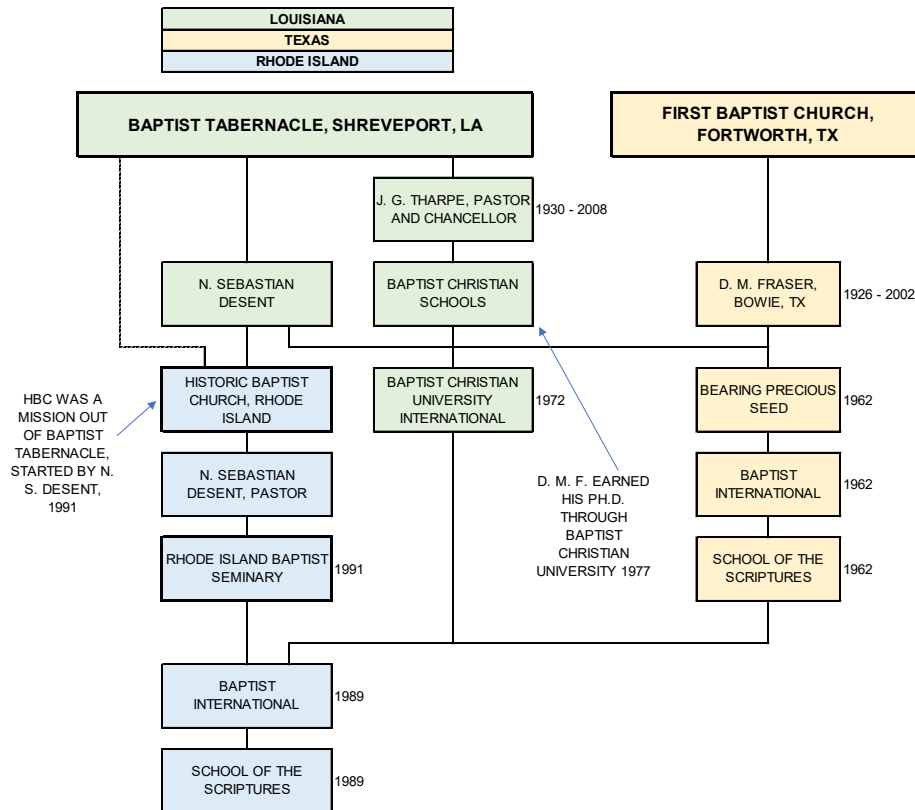 LOUISIANA
TEXAS
RHODE ISLAND
BAPTIST TABERNACLE, SHREVEPORT, LA
FIRST BAPTIST CHURCH,
FORTWORTH, TX
J. G. THARPE, PASTOR
AND CHANCELLOR
1930 - 2008
N. SEBASTIAN
DESENT
BAPTIST CHRISTIAN
SCHOOLS
D. M. FRASER,
BOWIE, TX
1926 - 2002
HBC WAS A
MISSION OUT
OF BAPTIST
TABERNACLE,
STARTED BY N.
S. DESENT,
1991
HISTORIC BAPTIST
CHURCH, RHODE
ISLAND
BAPTIST CHRISTIAN
UNIVERSITY
INTERNATIONAL
1972
BEARING PRECIOUS
SEED
1962
N. SEBASTIAN
DESENT, PASTOR
D. M. F. EARNED
HIS PH.D.
THROUGH
BAPTIST
CHRISTIAN
UNIVERSITY 1977
BAPTIST
INTERNATIONAL
1962
RHODE ISLAND BAPTIST
SEMINARY
1991
SCHOOL OF THE
SCRIPTURES
1962
BAPTIST
INTERNATIONAL
1989
SCHOOL OF THE
SCRIPTURES
1989